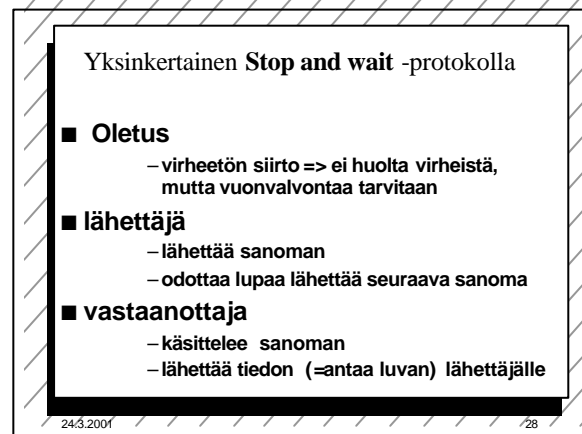 Yksinkertainen Stop and wait -protokolla
■ Oletus
– virheetön siirto => ei huolta virheistä,
mutta vuonvalvontaa tarvitaan
■ lähettäjä
– lähettää sanoman
– odottaa lupaa lähettää seuraava sanoma
■ vastaanottaja
– käsittelee sanoman
– lähettää tiedon (=antaa luvan) lähettäjälle
24.3.2001 28